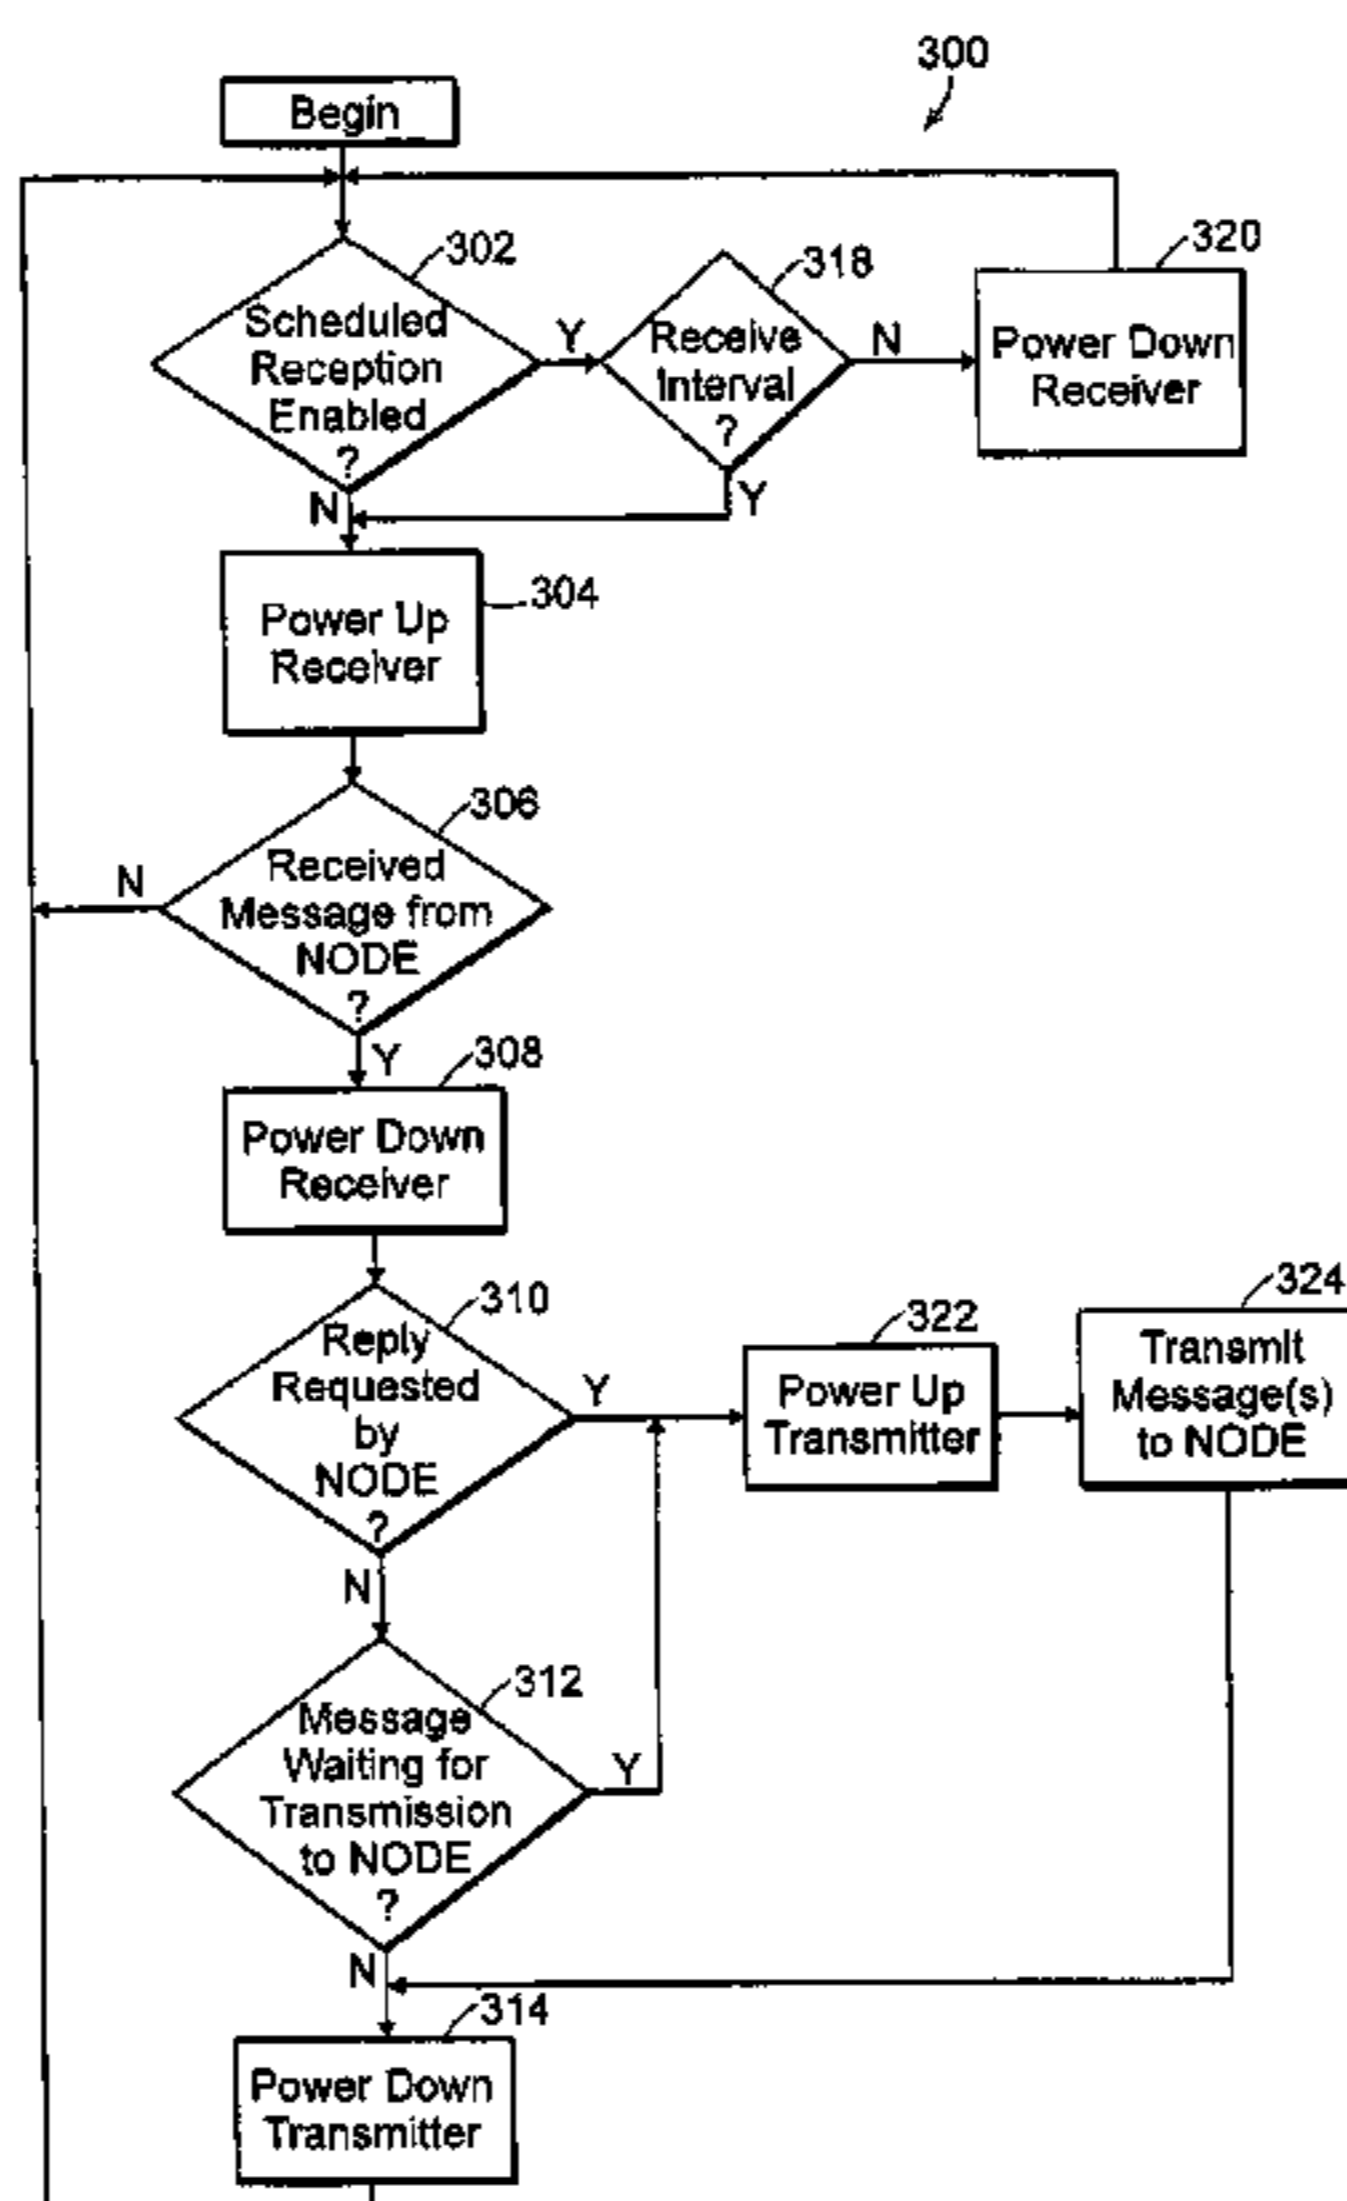 300
Begin
302
Scheduled
Reception
Enabled
?
Y
N
318
Receive
Interval
?
N
Y
320
Power Down
Receiver
304
Power Up
Receiver
306
Received
Message from
NODE
?
N
Y
308
Power Down
Receiver
310
Reply
Requested
by
NODE
?
Y
N
322
Power Up
Transmitter
324
Transmit
Message(s)
to NODE
312
Message
Waiting for
Transmission
to NODE
?
Y
N
314
Power Down
Transmitter